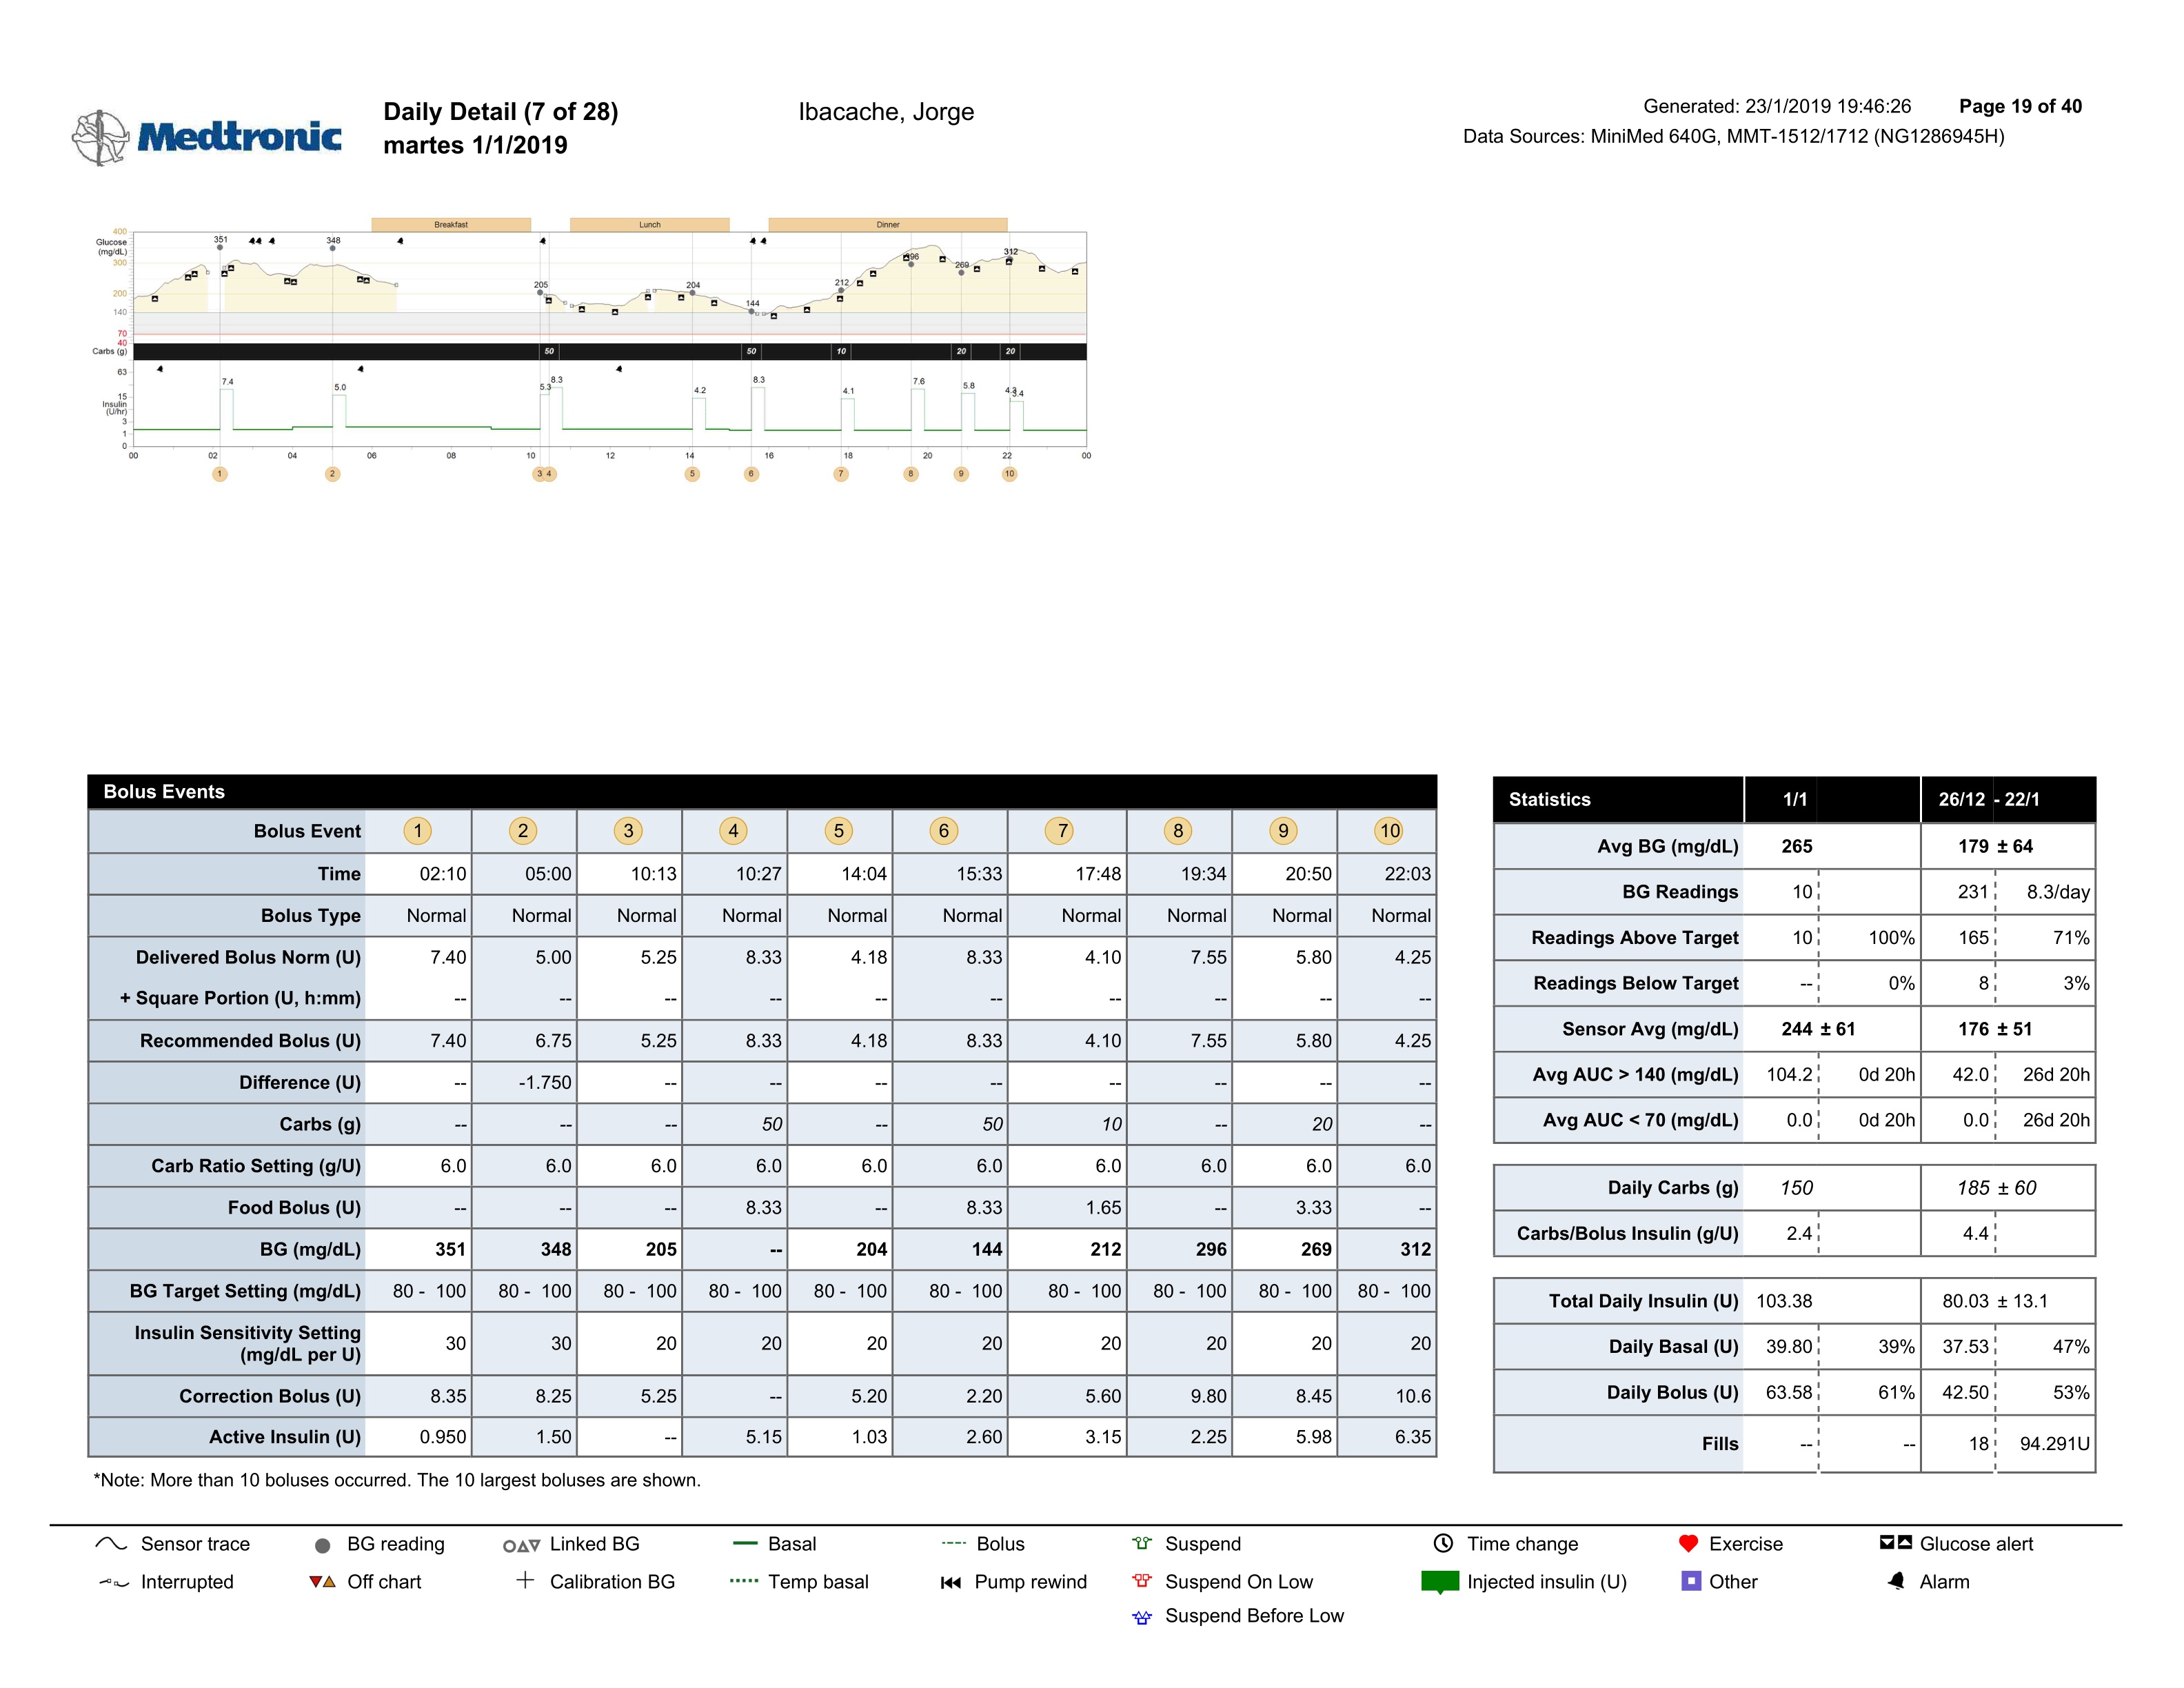 Medtronic
Daily Detail (7 of 28)
martes 1/1/2019
Ibacache, Jorge
Generated: 23/1/2019 19:46:26 Page 19 of 40
Data Sources: MiniMed 640G, MMT-1512/1712 (NG1286945H)
Breakfast Lunch Dinner
400
Glucose
(mg/dL)
300
200
140
70
40
351 348 205 204 144 212 296 269 312
Carbs (g) 50 50 10 20 20
63
15
Insulin
(U/hr)
3
1
0
7.4 5.0 5.3 8.3 4.2 8.3 4.1 7.6 5.8 4.3 3.4
00 02 04 06 08 10 12 14 16 18 20 22 00
1 2 3 4 5 6 7 8 9 10
Bolus Events
Bolus Event 1 2 3 4 5 6 7 8 9 10
Time 02:10 05:00 10:13 10:27 14:04 15:33 17:48 19:34 20:50 22:03
Bolus Type Normal Normal Normal Normal Normal Normal Normal Normal Normal Normal
Delivered Bolus Norm (U) 7.40 5.00 5.25 8.33 4.18 8.33 4.10 7.55 5.80 4.25
+ Square Portion (U, h:mm) -- -- -- -- -- -- -- -- -- --
Recommended Bolus (U) 7.40 6.75 5.25 8.33 4.18 8.33 4.10 7.55 5.80 4.25
Difference (U) -- -1.750 -- -- -- -- -- -- -- --
Carbs (g) -- -- -- 50 -- 50 10 -- 20 --
Carb Ratio Setting (g/U) 6.0 6.0 6.0 6.0 6.0 6.0 6.0 6.0 6.0 6.0
Food Bolus (U) -- -- -- 8.33 -- 8.33 1.65 -- 3.33 --
BG (mg/dL) 351 348 205 -- 204 144 212 296 269 312
BG Target Setting (mg/dL) 80 - 100 80 - 100 80 - 100 80 - 100 80 - 100 80 - 100 80 - 100 80 - 100 80 - 100 80 - 100
Insulin Sensitivity Setting
(mg/dL per U) 30 30 20 20 20 20 20 20 20 20
Correction Bolus (U) 8.35 8.25 5.25 -- 5.20 2.20 5.60 9.80 8.45 10.6
Active Insulin (U) 0.950 1.50 -- 5.15 1.03 2.60 3.15 2.25 5.98 6.35
*Note: More than 10 boluses occurred. The 10 largest boluses are shown.
Statistics 1/1 26/12 - 22/1
Avg BG (mg/dL) 265 179 ± 64
BG Readings 10 231 8.3/day
Readings Above Target 10 100% 165 71%
Readings Below Target -- 0% 8 3%
Sensor Avg (mg/dL) 244 ± 61 176 ± 51
Avg AUC > 140 (mg/dL) 104.2 0d 20h 42.0 26d 20h
Avg AUC < 70 (mg/dL) 0.0 0d 20h 0.0 26d 20h
Daily Carbs (g) 150 185 ± 60
Carbs/Bolus Insulin (g/U) 2.4 4.4
Total Daily Insulin (U) 103.38 80.03 ± 13.1
Daily Basal (U) 39.80 39% 37.53 47%
Daily Bolus (U) 63.58 61% 42.50 53%
Fills -- -- 18 94.291U
Sensor trace BG reading Linked BG Basal Bolus Suspend Time change Exercise Glucose alert
Interrupted Off chart Calibration BG Temp basal Pump rewind Suspend On Low Injected insulin (U) Other Alarm
Suspend Before Low